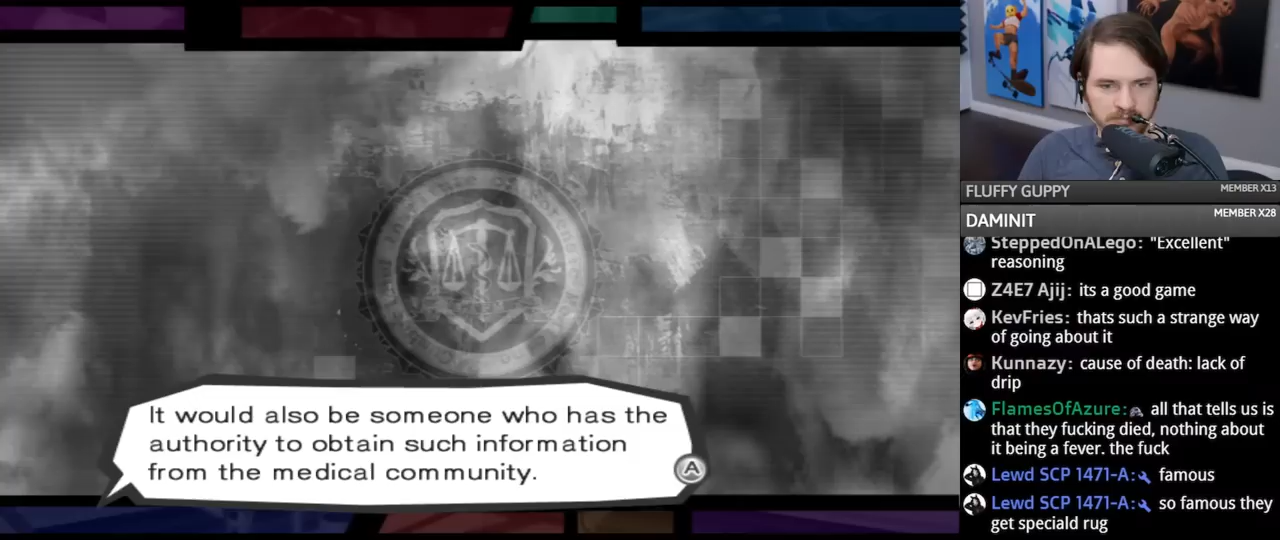 It would also be someone who has the
authority to obtain such information
from the medical community.
A
FLUFFY GUPPY
MEMBER X13
DAMINIT
MEMBER X28
SteppedOnALego: "Excellent"
reasoning
Z4E7 Ajij: its a good game
KevFries: thats such a strange way
of going about it
Kunnazy: cause of death: lack of
drip
FlamesOfAzure: all that tells us is
that they fucking died, nothing about
it being a fever. the fuck
Lewd SCP 1471-A: famous
Lewd SCP 1471-A: so famous they
get speciald rug